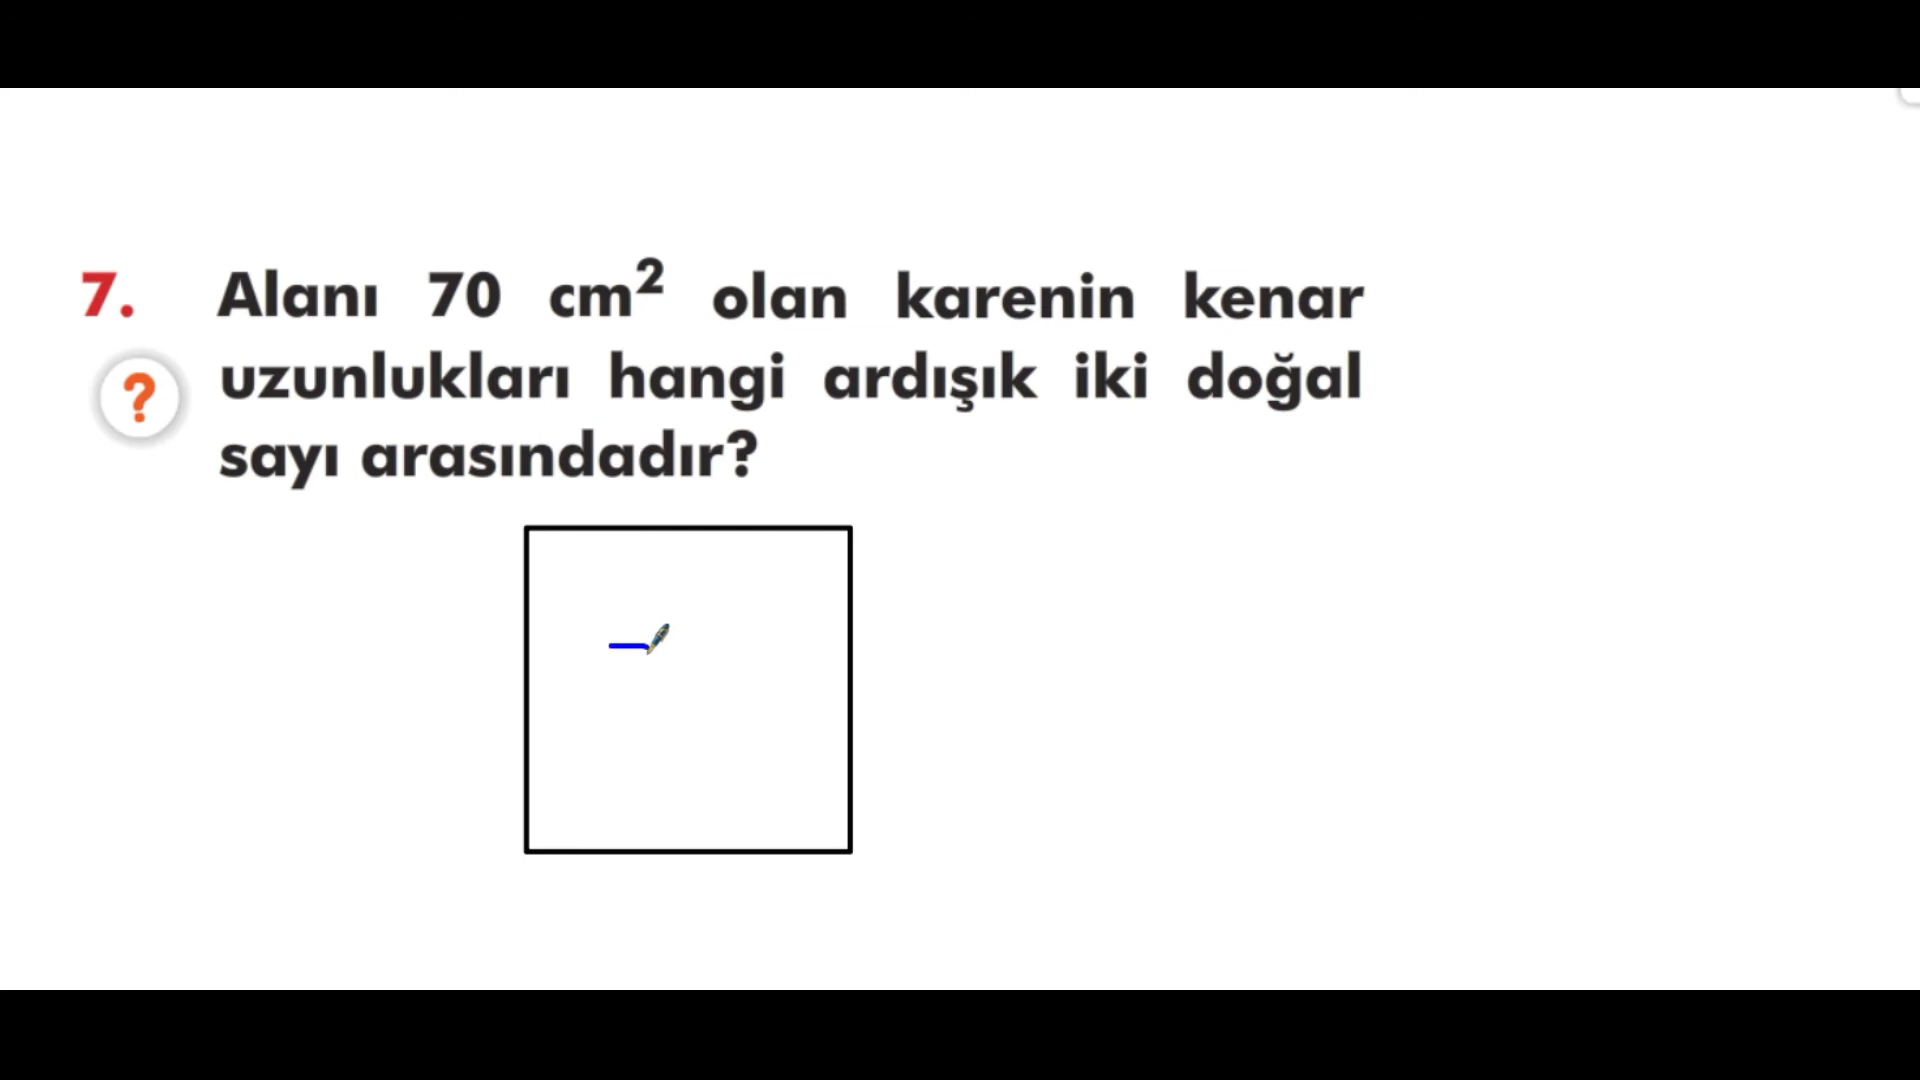 7. Alanı 70 cm² olan karenin kenar
? uzunlukları hangi ardışık iki doğal
sayı arasındadır?